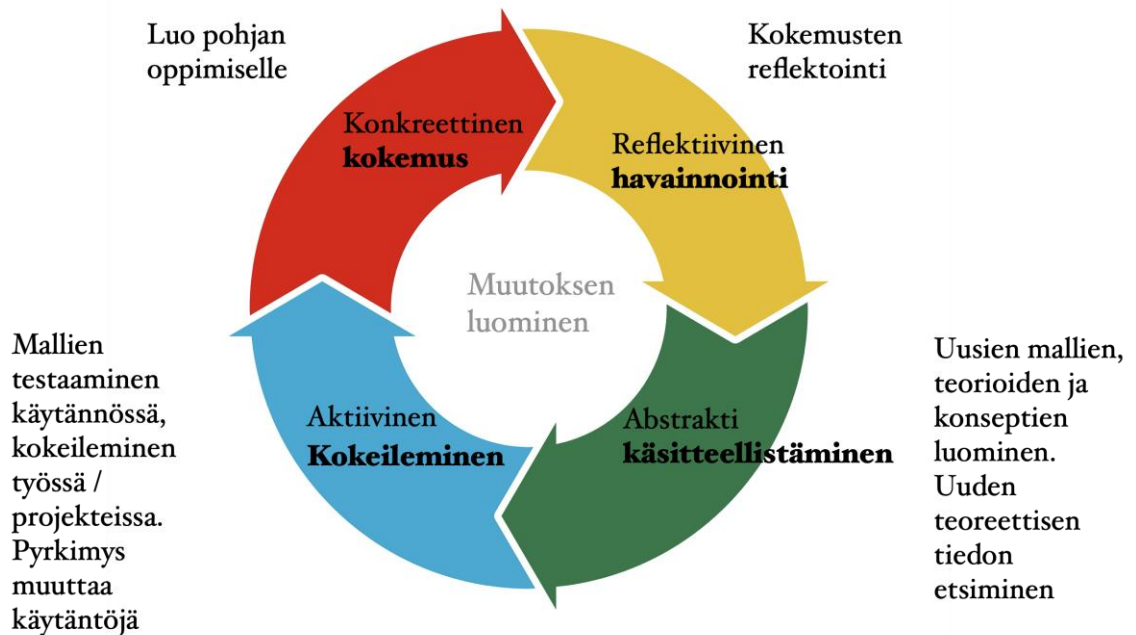 Luo pohjan
oppimiselle
Kokemusten
reflektointi
Konkreettinen
kokemus
Reflektiivinen
havainnointi
Muutoksen
luominen
Mallien
testaaminen
käytännössä,
kokeileminen
työssä /
projekteissa.
Pyrkimys
muuttaa
käytäntöjä
Aktiivinen
Kokeileminen
Abstrakti
käsitteellistäminen
Uusien mallien,
teorioiden ja
konseptien
luominen.
Uuden
teoreettisen
tiedon
etsiminen